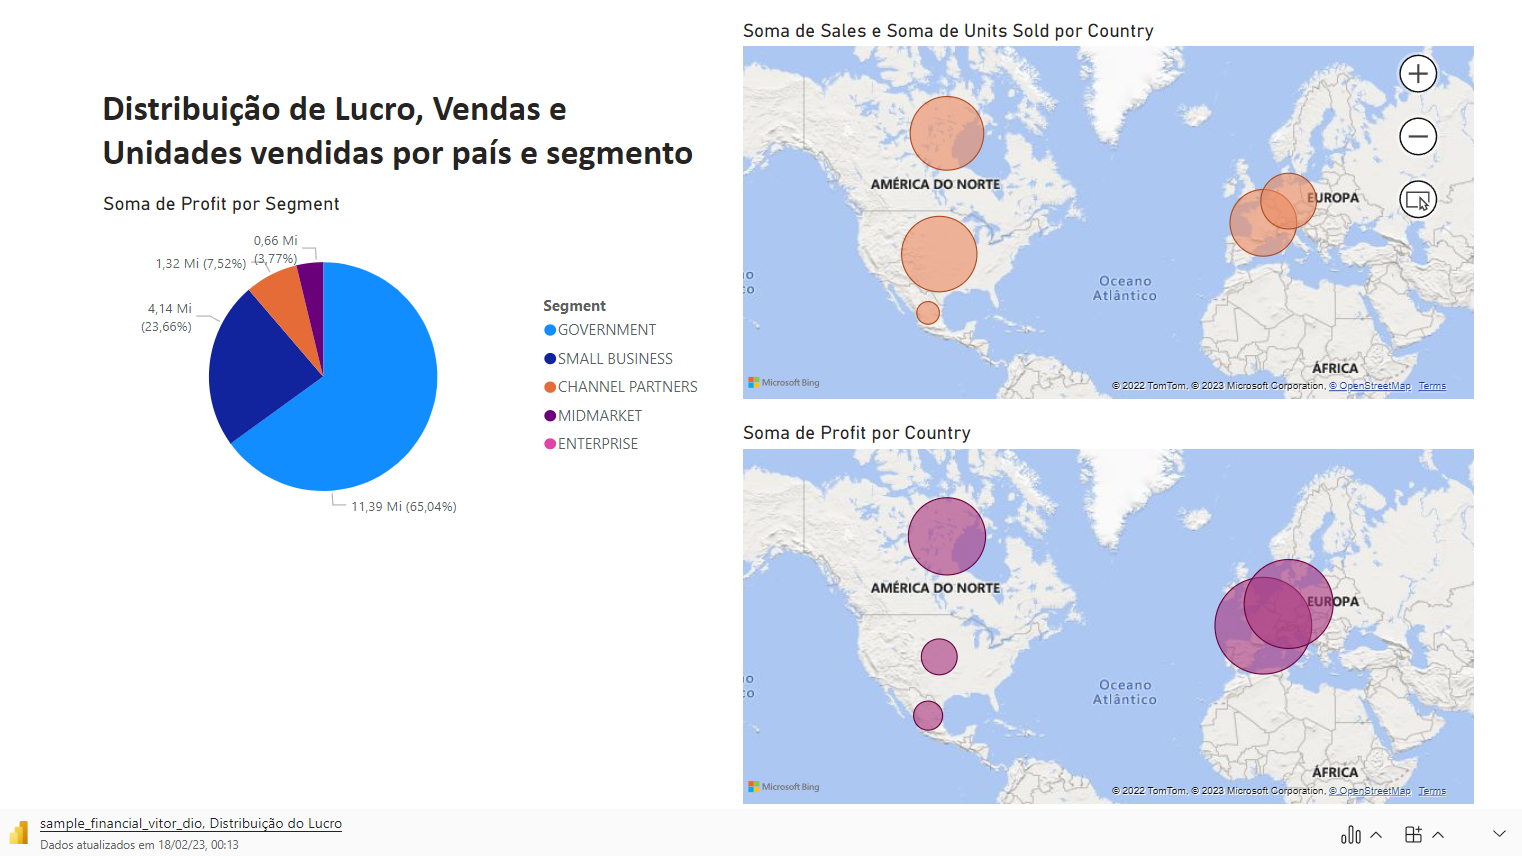 Distribuição de Lucro, Vendas e
Unidades vendidas por país e segmento
Soma de Profit por Segment
0,66 Mi
(3,77%)
1,32 Mi (7,52%)
4,14 Mi
(23,66%)
11,39 Mi (65,04%)
Segment
GOVERNMENT
SMALL BUSINESS
CHANNEL PARTNERS
MIDMARKET
ENTERPRISE
Soma de Sales e Soma de Units Sold por Country
AMÉRICA DO NORTE
EUROPA
Oceano
Atlântico
ÁFRICA
Microsoft Bing
© 2022 TomTom, © 2023 Microsoft Corporation, © OpenStreetMap Terms
Soma de Profit por Country
AMÉRICA DO NORTE
EUROPA
Oceano
Atlântico
ÁFRICA
Microsoft Bing
© 2022 TomTom, © 2023 Microsoft Corporation, © OpenStreetMap Terms
sample_financial_vitor_dio, Distribuição do Lucro
Dados atualizados em 18/02/23, 00:13